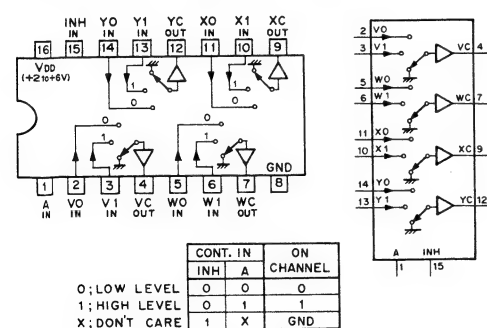 INH Y0 Y1 YC X0 X1 XC
IN IN IN OUT IN IN OUT
16 15 14 13 12 11 10 9
VDD
(+2 to +6V)
1
0
1
0
0
1
0
1
GND
1 2 3 4 5 6 7 8
A V0 V1 VC W0 W1 WC
IN IN IN OUT IN IN OUT
2 V0
3 V1 VC 4
5 W0
6 W1 WC 7
11 X0
10 X1 XC 9
14 Y0
13 Y1 YC 12
A INH
1 15
CONT. IN ON
INH A CHANNEL
0; LOW LEVEL 0 0 0
1; HIGH LEVEL 0 1 1
X; DON'T CARE 1 X GND